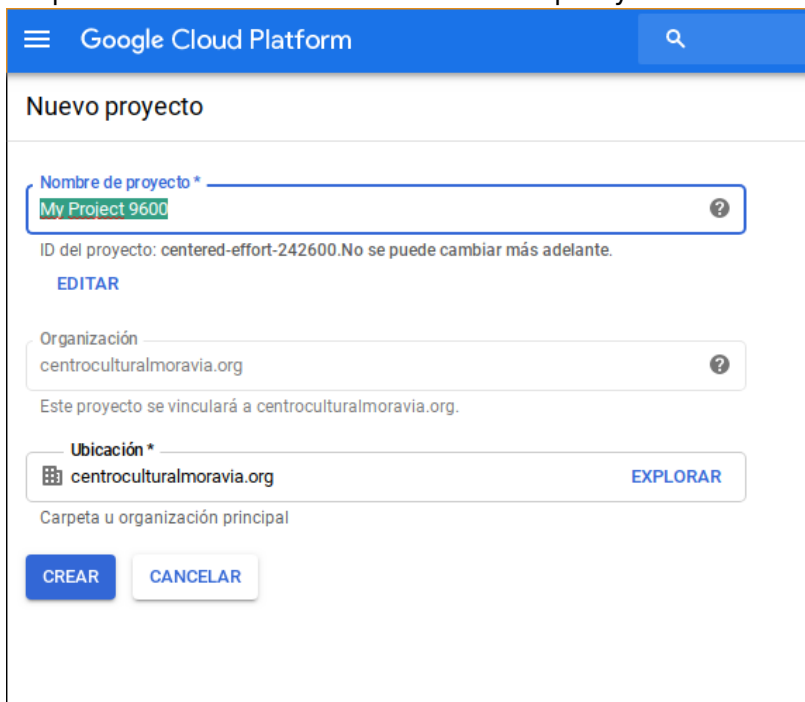 Google Cloud Platform
Nuevo proyecto
Nombre de proyecto *
My Project 9600
ID del proyecto: centered-effort-242600.No se puede cambiar más adelante.
EDITAR
Organización
centroculturalmoravia.org
Este proyecto se vinculará a centroculturalmoravia.org.
Ubicación *
centroculturalmoravia.org EXPLORAR
Carpeta u organización principal
CREAR CANCELAR